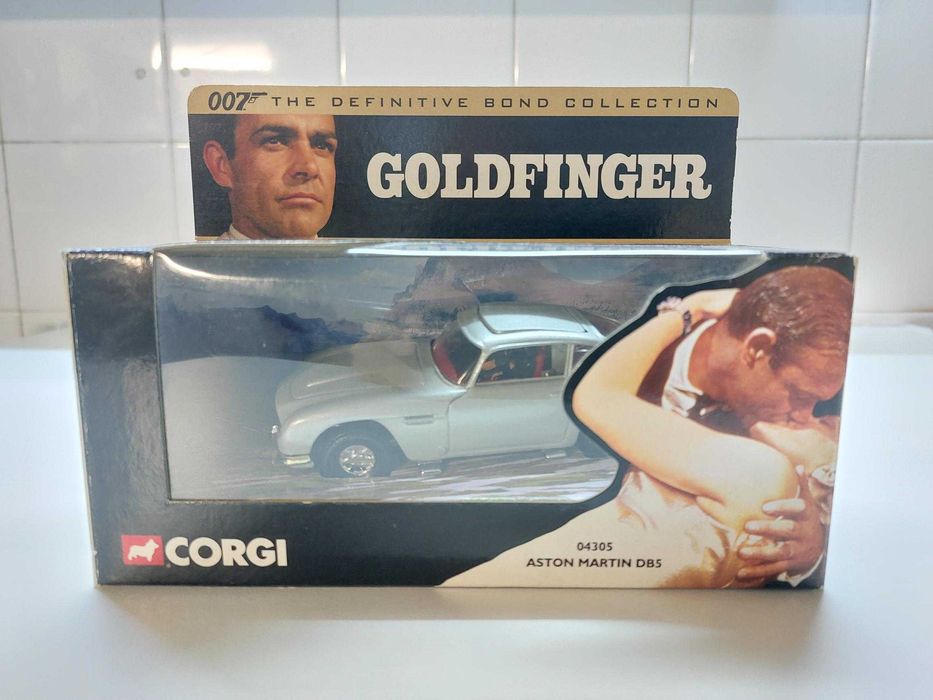 007 THE DEFINITIVE BOND COLLECTION
GOLDFINGER
CORGI
04305
ASTON MARTIN DB5